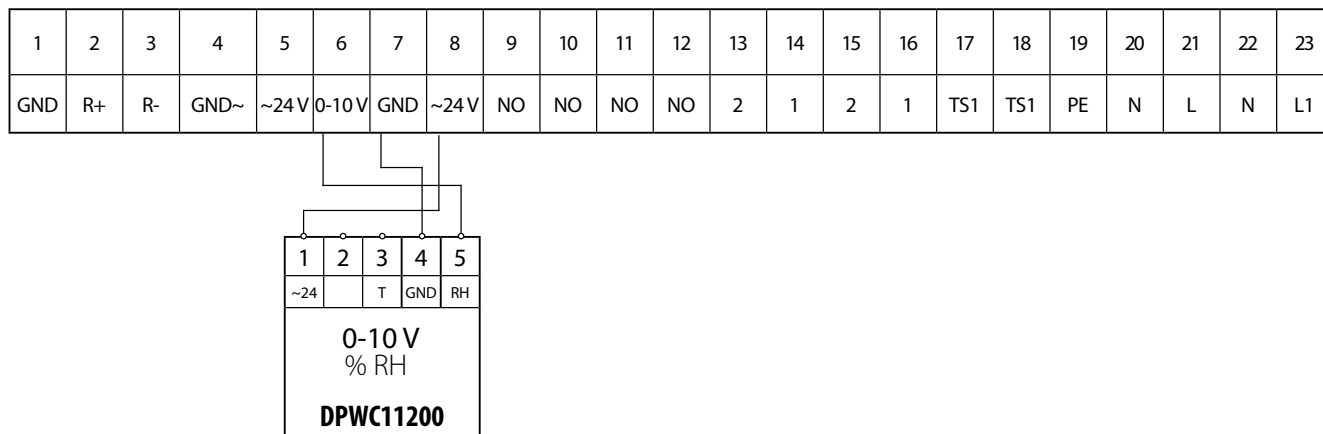 1 2 3 4 5 6 7 8 9 10 11 12 13 14 15 16 17 18 19 20 21 22 23
GND R+ R- GND~ ~24 V 0-10 V GND ~24 V NO NO NO NO 2 1 2 1 TS1 TS1 PE N L N L1
1 2 3 4 5
~24 T GND RH
0-10 V
% RH
DPWC11200